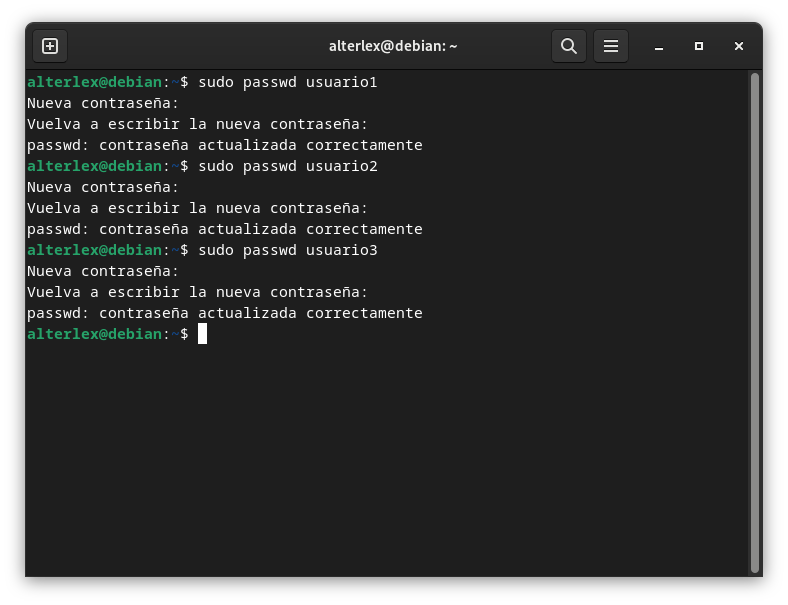 alterlex@debian: ~
alterlex@debian:~$ sudo passwd usuario1
Nueva contraseña:
Vuelva a escribir la nueva contraseña:
passwd: contraseña actualizada correctamente
alterlex@debian:~$ sudo passwd usuario2
Nueva contraseña:
Vuelva a escribir la nueva contraseña:
passwd: contraseña actualizada correctamente
alterlex@debian:~$ sudo passwd usuario3
Nueva contraseña:
Vuelva a escribir la nueva contraseña:
passwd: contraseña actualizada correctamente
alterlex@debian:~$